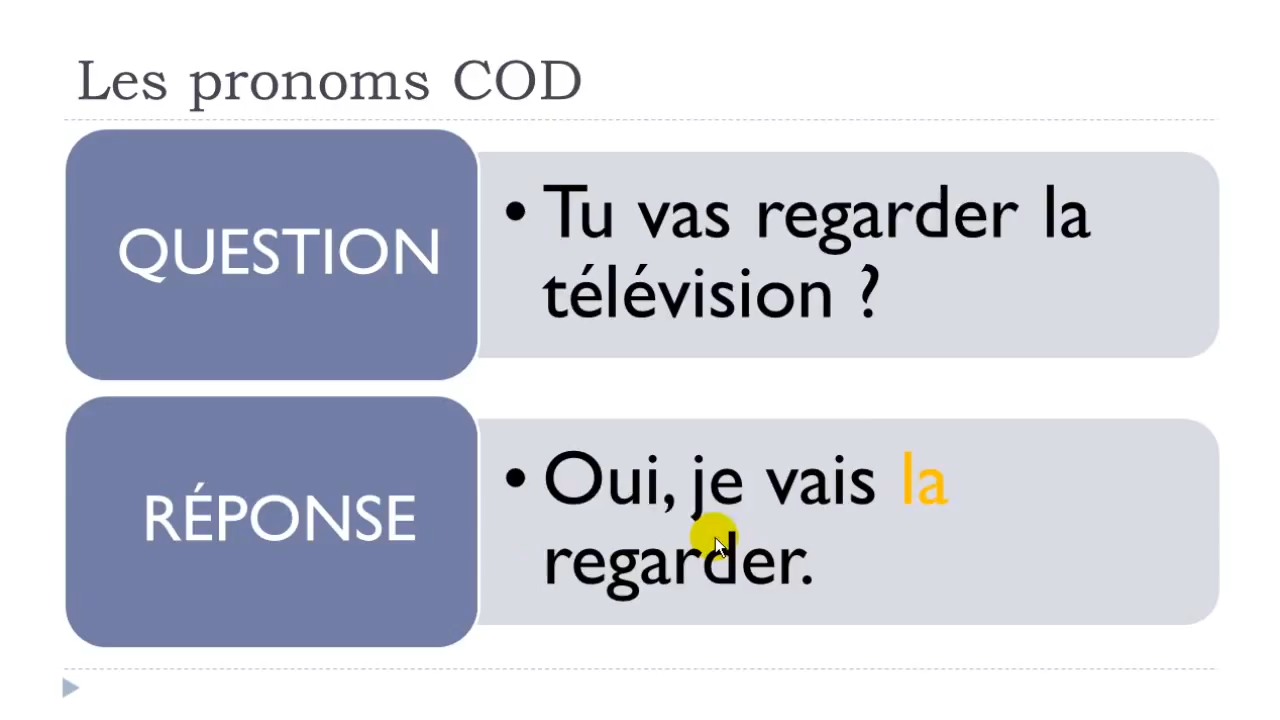 Les pronoms COD
QUESTION
• Tu vas regarder la
télévision ?
RÉPONSE
• Oui, je vais la
regarder.